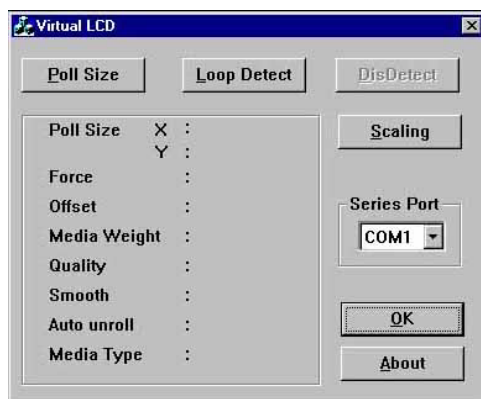 Virtual LCD
Poll Size Loop Detect DisDetect
Poll Size X :
Y :
Force :
Offset :
Media Weight :
Quality :
Smooth :
Auto unroll :
Media Type :
Scaling
Series Port
COM1
OK
About